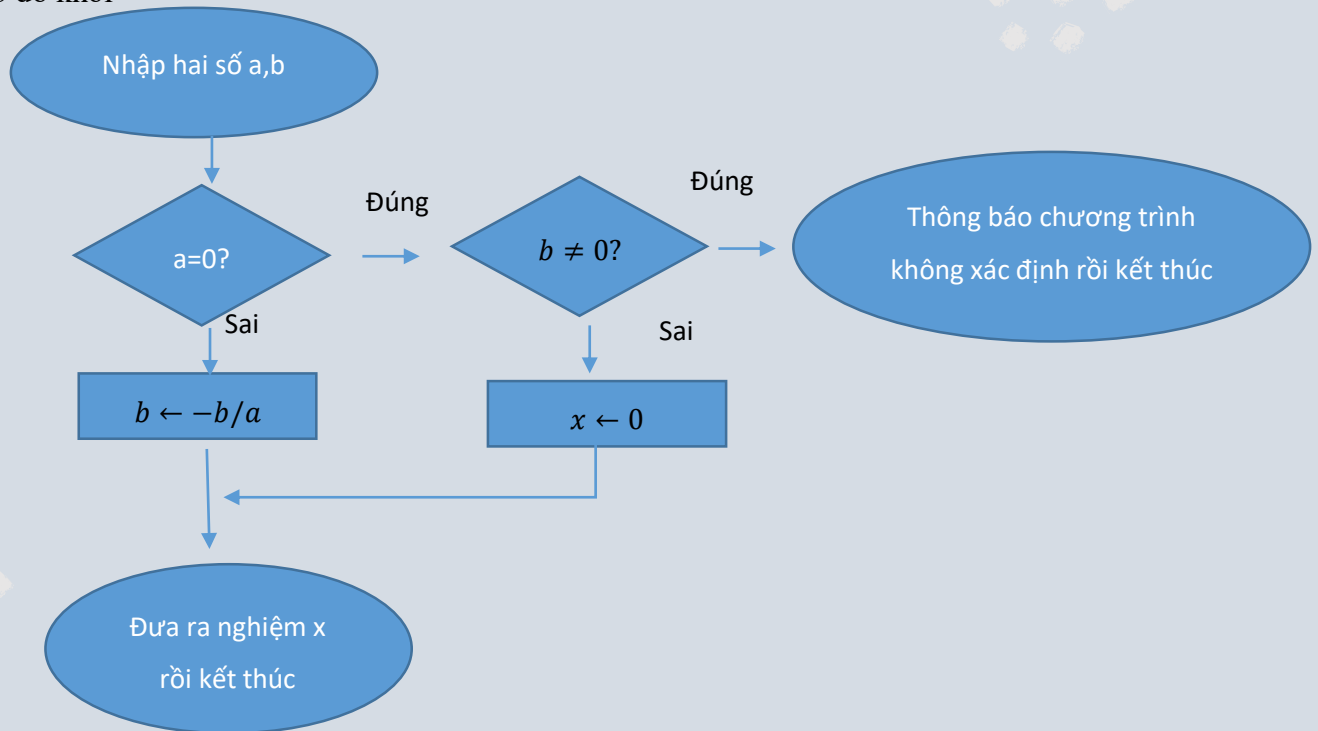 Nhập hai số a,b
Đúng
Đúng
a=0?
b ≠ 0?
Thông báo chương trình
không xác định rồi kết thúc
Sai
Sai
b ← −b/a
x ← 0
Đưa ra nghiệm x
rồi kết thúc